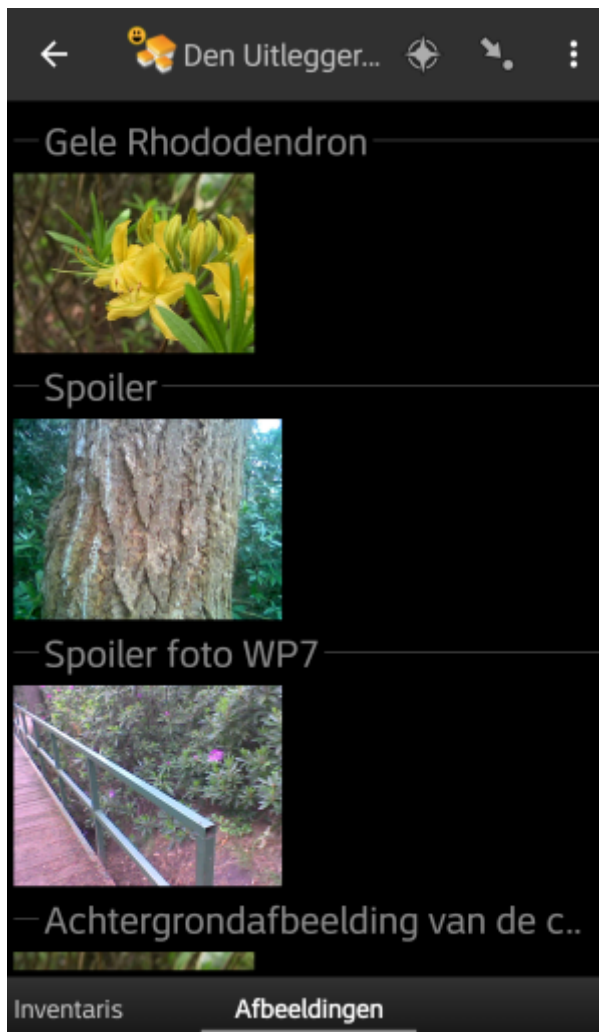 Den Uitlegger...
Gele Rhododendron
Spoiler
Spoiler foto WP7
Achtergrondafbeelding van de c..
Inventaris
Afbeeldingen